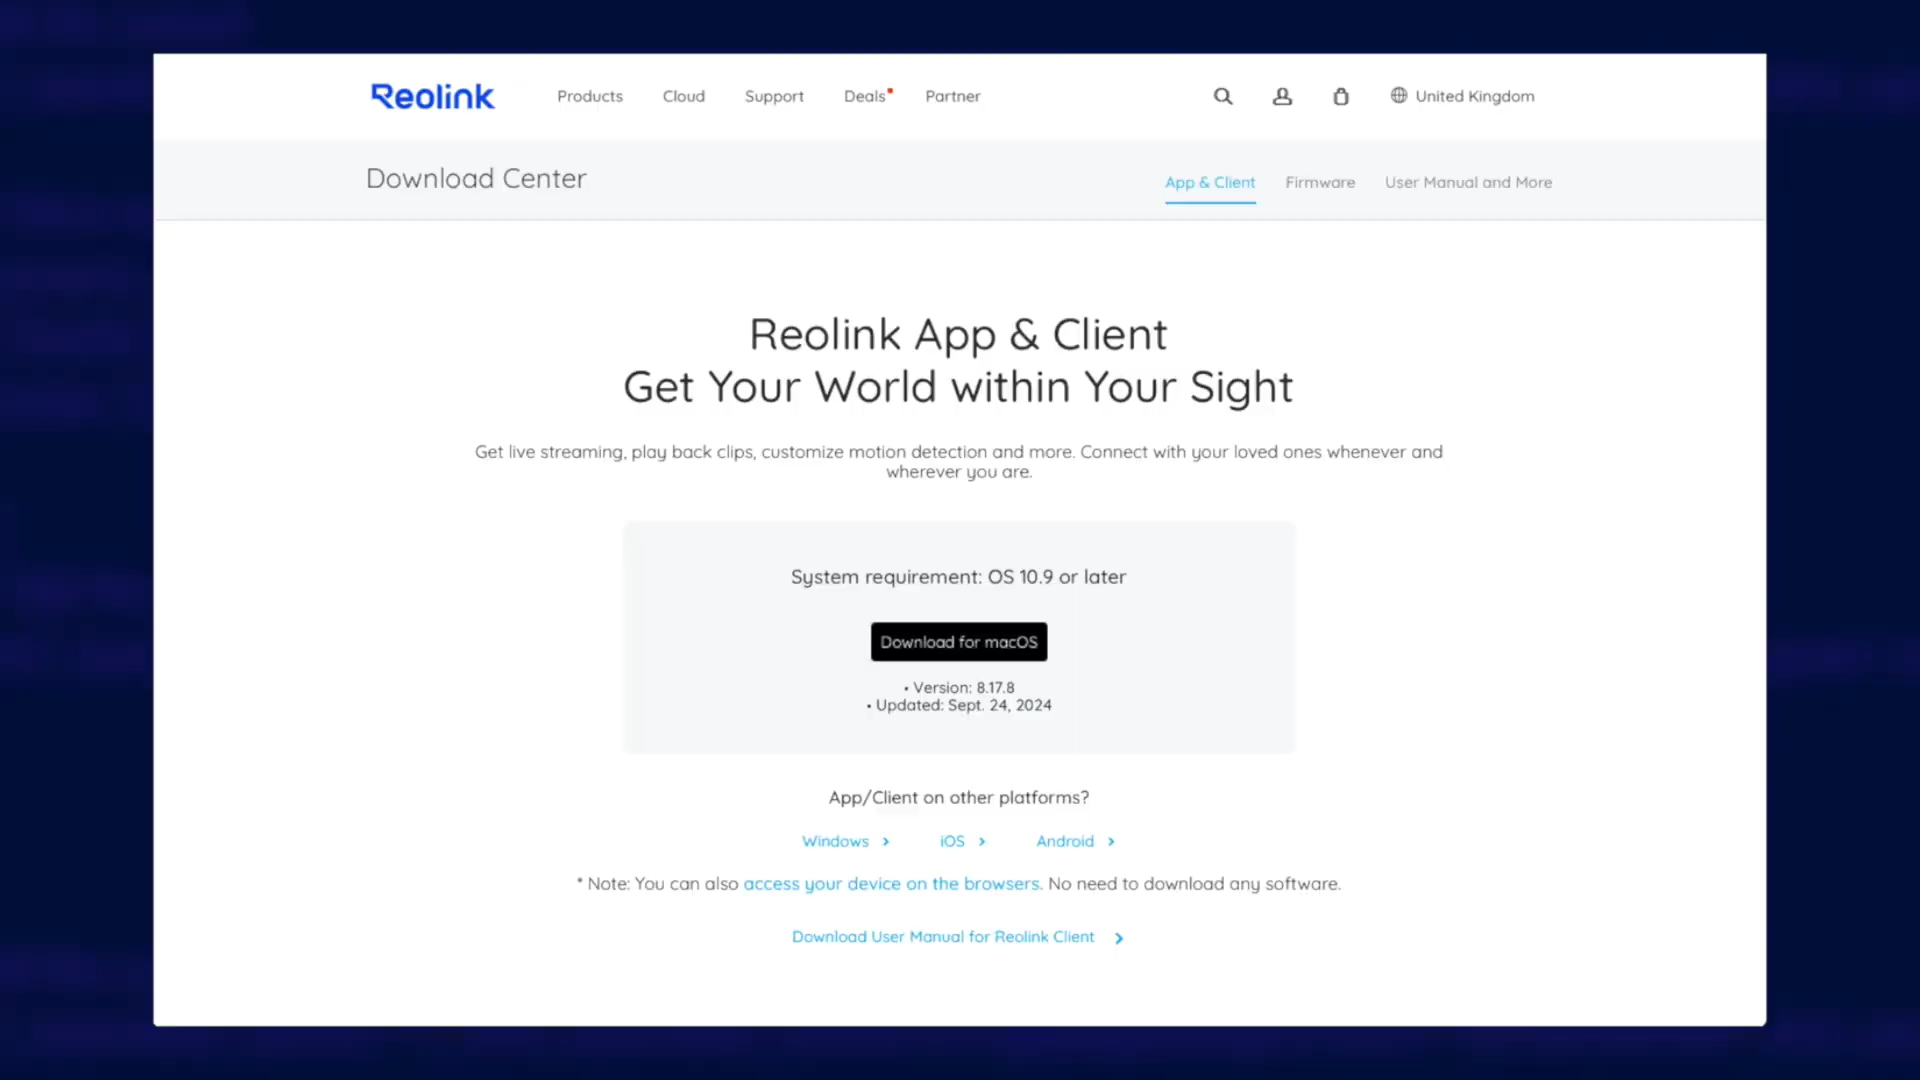 Reolink
Products
Cloud
Support
Deals
Partner
United Kingdom
Download Center
App & Client
Firmware
User Manual and More
Reolink App & Client
Get Your World within Your Sight
Get live streaming, play back clips, customize motion detection and more. Connect with your loved ones whenever and
wherever you are.
System requirement: OS 10.9 or later
Download for macOS
• Version: 8.17.8
• Updated: Sept. 24, 2024
App/Client on other platforms?
Windows >
iOS >
Android >
* Note: You can also access your device on the browsers. No need to download any software.
Download User Manual for Reolink Client >